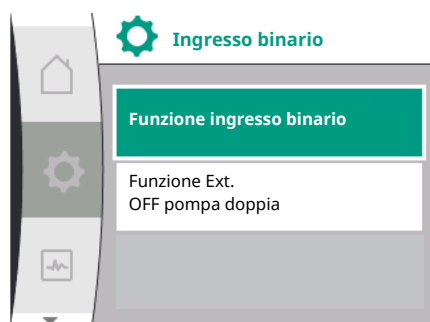 Ingresso binario
Funzione ingresso binario
Funzione Ext.
OFF pompa doppia